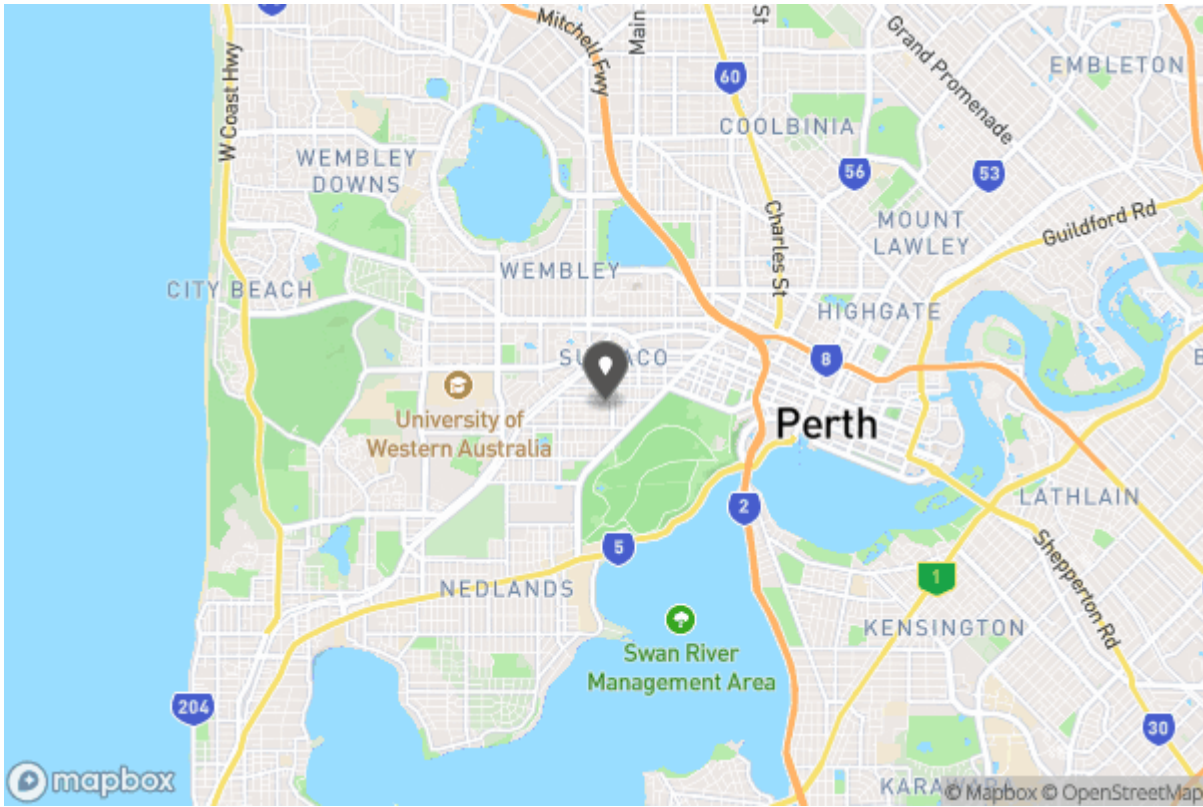 Mitchell Fwy
Main
St
W Coast Hwy
60
Grand Promenade
EMBLETON
COOLBINIA
WEMBLEY
DOWNS
56
53
Charles St
MOUNT
LAWLEY
Guildford Rd
WEMBLEY
CITY BEACH
HIGHGATE
8
University of
Western Australia
Perth
LATHLAIN
2
5
Shepperton Rd
1
NEDLANDS
KENSINGTON
Swan River
Management Area
204
30
mapbox
© Mapbox © OpenStreetMap